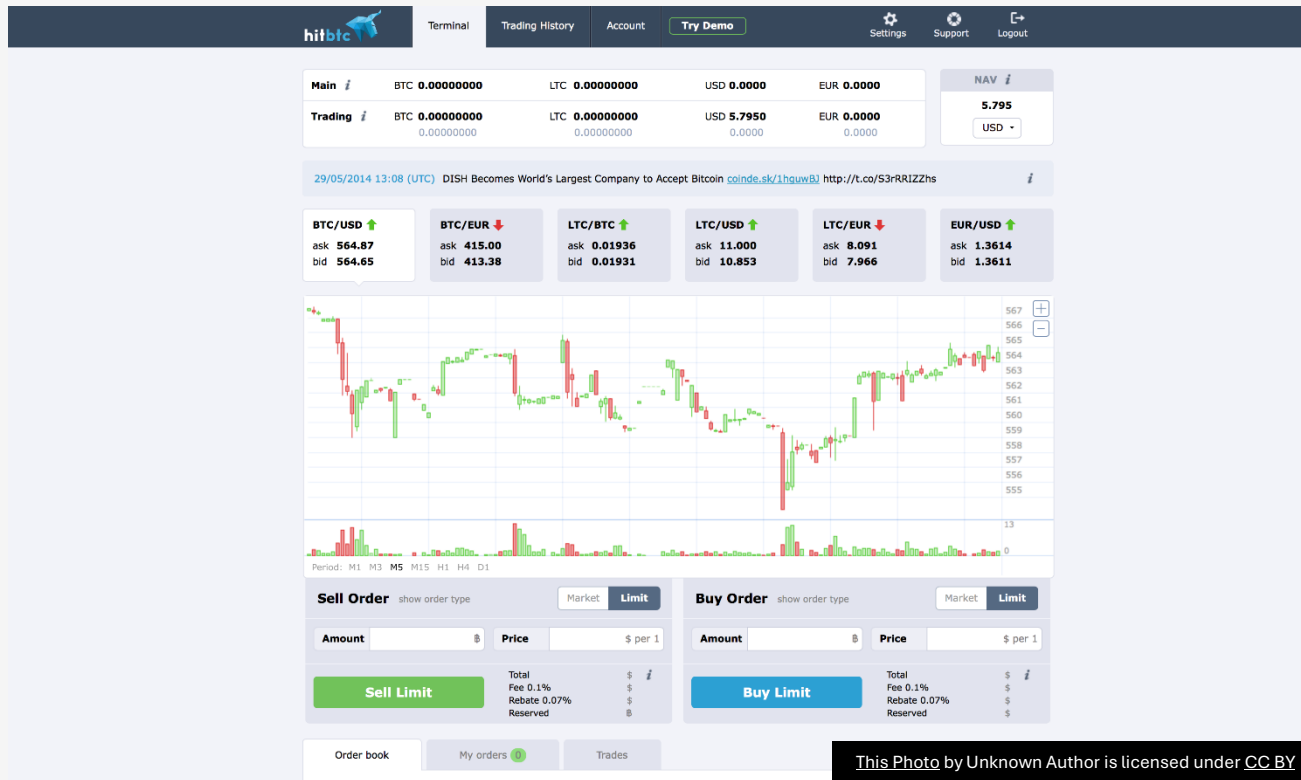 hitbtc Terminal Trading History Account Try Demo Settings Support Logout
Main i BTC 0.00000000 LTC 0.00000000 USD 0.0000 EUR 0.0000
Trading i BTC 0.00000000 LTC 0.00000000 USD 5.7950 EUR 0.0000
0.00000000 0.00000000 0.0000 0.0000
NAV i
5.795
USD
29/05/2014 13:08 (UTC) DISH Becomes World's Largest Company to Accept Bitcoin coinde.sk/1hquwBJ http://t.co/S3rRRIZZhs i
BTC/USD BTC/EUR LTC/BTC LTC/USD LTC/EUR EUR/USD
ask 564.87 ask 415.00 ask 0.01936 ask 11.000 ask 8.091 ask 1.3614
bid 564.65 bid 413.38 bid 0.01931 bid 10.853 bid 7.966 bid 1.3611
567
566
565
564
563
562
561
560
559
558
557
556
555
13
0
Period: M1 M3 M5 M15 H1 H4 D1
Sell Order show order type Market Limit
Amount ฿ Price $ per 1
Sell Limit
Total $ i
Fee 0.1% $
Rebate 0.07% $
Reserved ฿
Buy Order show order type Market Limit
Amount ฿ Price $ per 1
Buy Limit
Total $ i
Fee 0.1% $
Rebate 0.07% $
Reserved $
Order book My orders 0 Trades
This Photo by Unknown Author is licensed under CC BY